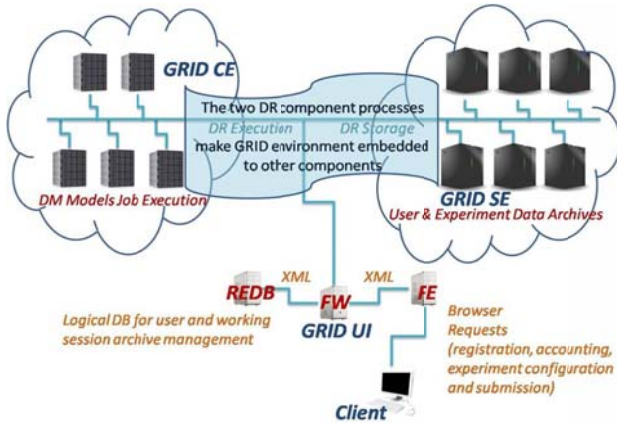 GRID CE
The two DR component processes
DR Execution
DR Storage
make GRID environment embedded
to other components
DM Models Job Execution
GRID SE
User & Experiment Data Archives
XML
XML
REDB
FW
FE
GRID UI
Logical DB for user and working
session archive management
Browser
Requests
(registration, accounting,
experiment configuration
and submission)
Client